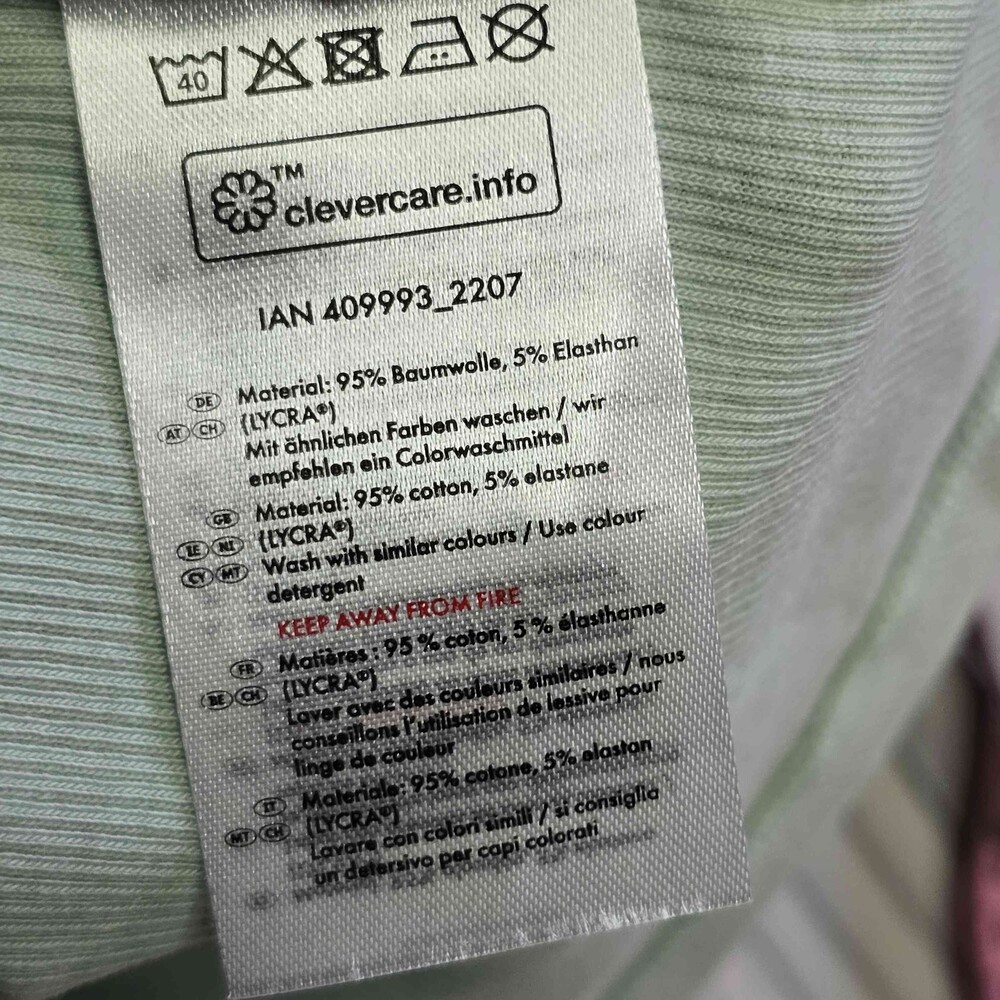 40
TM
clevercare.info
IAN 409993_2207
DE Material: 95% Baumwolle, 5% Elasthan
AT CH (LYCRA®)
Mit ähnlichen Farben waschen / wir
empfehlen ein Colorwaschmittel
GB Material: 95% cotton, 5% elastane
IE NI (LYCRA®)
CY MT Wash with similar colours / Use colour
detergent
KEEP AWAY FROM FIRE
FR Matières : 95 % coton, 5 % élasthanne
BE CH (LYCRA®)
Laver avec des couleurs similaires / nous
conseillons l'utilisation de lessive pour
linge de couleur
IT Materiale: 95% cotone, 5% elastan
MT CH (LYCRA®)
Lavare con colori simili / si consiglia
un detersivo per capi colorati